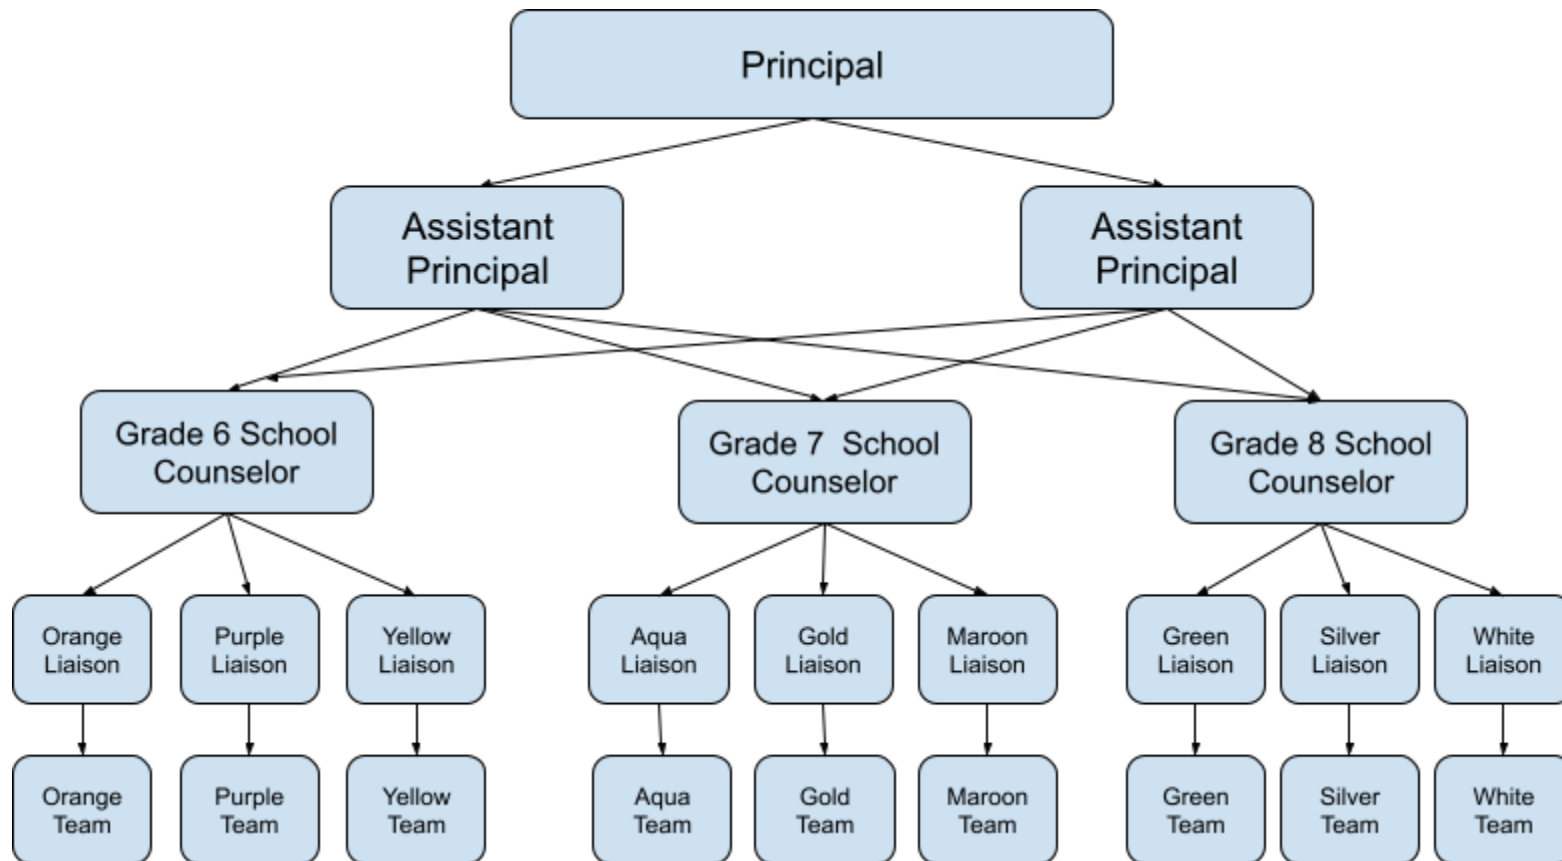 Principal
Assistant
Principal
Assistant
Principal
Grade 6 School
Counselor
Grade 7  School
Counselor
Grade 8 School
Counselor
Orange
Liaison
Purple
Liaison
Yellow
Liaison
Aqua
Liaison
Gold
Liaison
Maroon
Liaison
Green
Liaison
Silver
Liaison
White
Liaison
Orange
Team
Purple
Team
Yellow
Team
Aqua
Team
Gold
Team
Maroon
Team
Green
Team
Silver
Team
White
Team